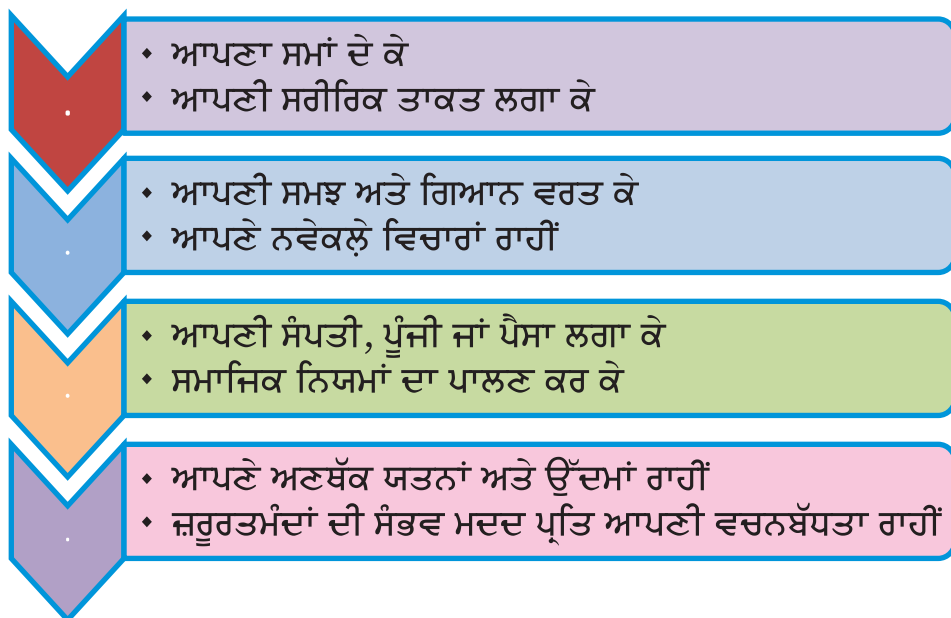 • ਆਪਣਾ ਸਮਾਂ ਦੇ ਕੇ
• ਆਪਣੀ ਸਰੀਰਿਕ ਤਾਕਤ ਲਗਾ ਕੇ
• ਆਪਣੀ ਸਮਝ ਅਤੇ ਗਿਆਨ ਵਰਤ ਕੇ
• ਆਪਣੇ ਨਵੇਕਲੇ਼ ਵਿਚਾਰਾਂ ਰਾਹੀਂ
• ਆਪਣੀ ਸੰਪਤੀ, ਪੂੰਜੀ ਜਾਂ ਪੈਸਾ ਲਗਾ ਕੇ
• ਸਮਾਜਿਕ ਨਿਯਮਾਂ ਦਾ ਪਾਲਣ ਕਰ ਕੇ
• ਆਪਣੇ ਅਣਥੱਕ ਯਤਨਾਂ ਅਤੇ ਉੱਦਮਾਂ ਰਾਹੀਂ
• ਜ਼ਰੂਰਤਮੰਦਾਂ ਦੀ ਸੰਭਵ ਮਦਦ ਪ੍ਰਤਿ ਆਪਣੀ ਵਚਨਬੱਧਤਾ ਰਾਹੀਂ